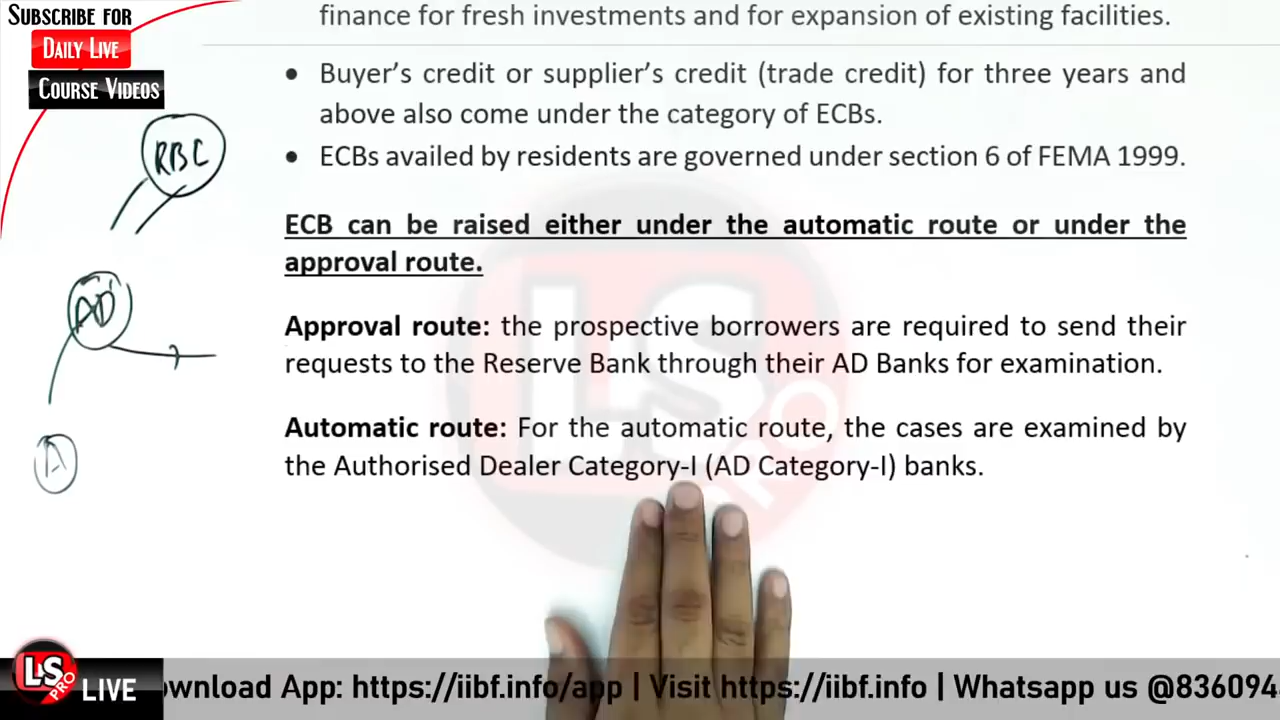 SUBSCRIBE FOR
DAILY LIVE
COURSE VIDEOS
finance for fresh investments and for expansion of existing facilities.
• Buyer's credit or supplier's credit (trade credit) for three years and
above also come under the category of ECBs.
• ECBs availed by residents are governed under section 6 of FEMA 1999.
ECB can be raised either under the automatic route or under the
approval route.
Approval route: the prospective borrowers are required to send their
requests to the Reserve Bank through their AD Banks for examination.
Automatic route: For the automatic route, the cases are examined by
the Authorised Dealer Category-I (AD Category-I) banks.
AD
A
LS
PRO
LS
PRO
LIVE
ownload App: https://iibf.info/app | Visit https://iibf.info | Whatsapp us @836094